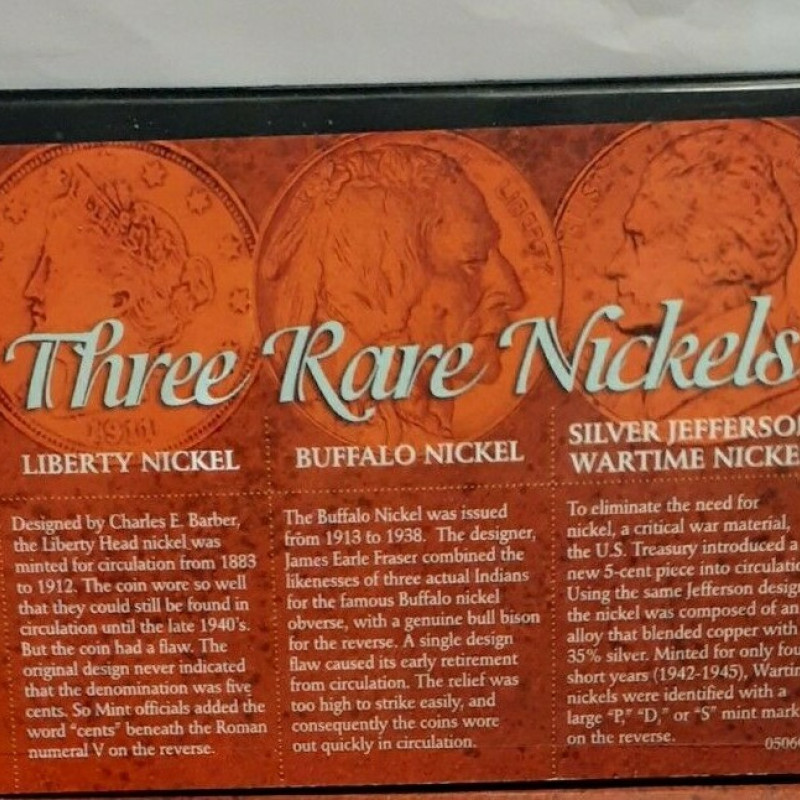 LIBERTY
LIBERTY
Three Rare Nickels
LIBERTY NICKEL
Designed by Charles E. Barber,
the Liberty Head nickel was
minted for circulation from 1883
to 1912. The coin wore so well
that they could still be found in
circulation until the late 1940's.
But the coin had a flaw. The
original design never indicated
that the denomination was five
cents. So Mint officials added the
word "cents" beneath the Roman
numeral V on the reverse.
BUFFALO NICKEL
The Buffalo Nickel was issued
from 1913 to 1938. The designer,
James Earle Fraser combined the
likenesses of three actual Indians
for the famous Buffalo nickel
obverse, with a genuine bull bison
for the reverse. A single design
flaw caused its early retirement
from circulation. The relief was
too high to strike easily, and
consequently the coins wore
out quickly in circulation.
SILVER JEFFERSO
WARTIME NICKE
To eliminate the need for
nickel, a critical war material,
the U.S. Treasury introduced a
new 5-cent piece into circulatio
Using the same Jefferson design
the nickel was composed of an
alloy that blended copper with
35% silver. Minted for only fou
short years (1942-1945), Wartim
nickels were identified with a
large "P," "D," or "S" mint mark
on the reverse.
0506